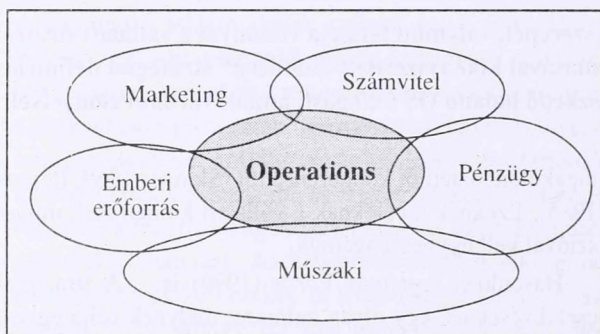 Marketing
Számvitel
Operations
Pénzügy
Emberi
erőforrás
Műszaki